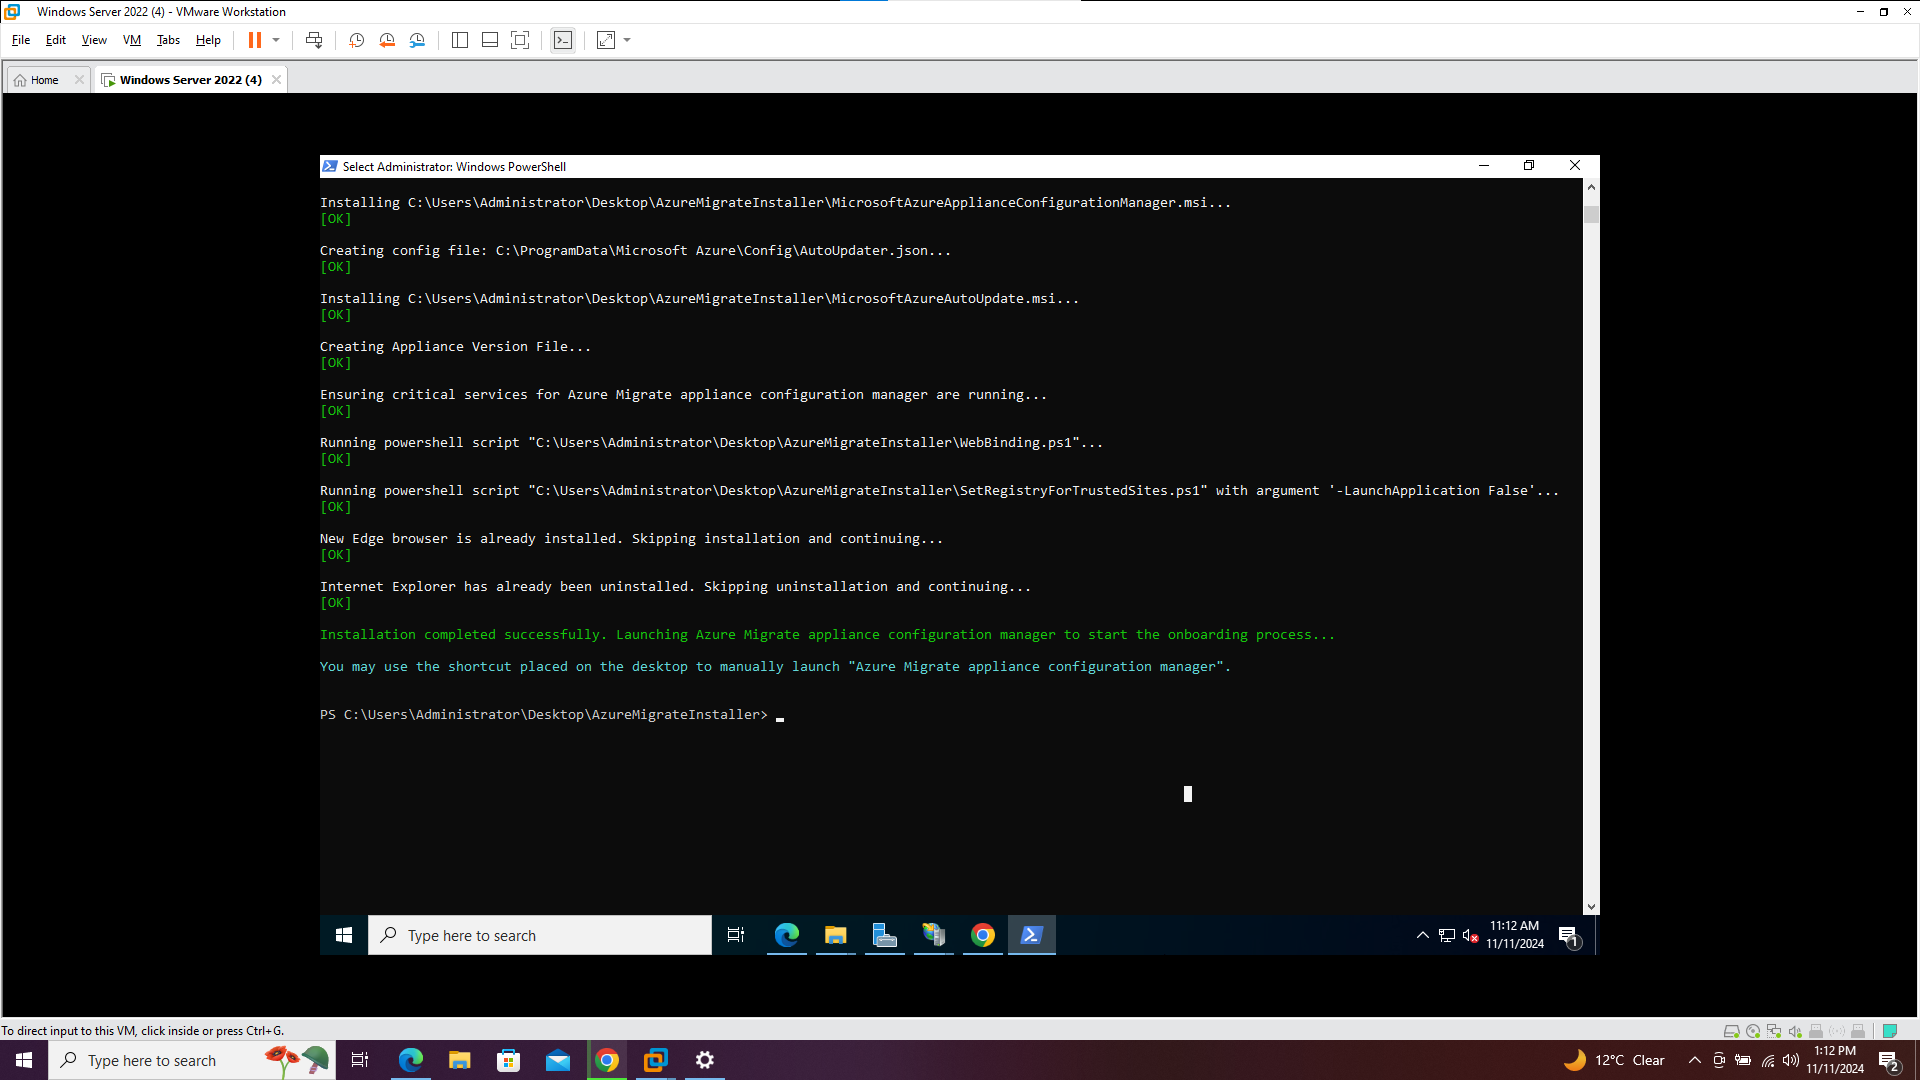 Windows Server 2022 (4) - VMware Workstation
File Edit View VM Tabs Help
Home
Windows Server 2022 (4)
Select Administrator: Windows PowerShell
Installing C:\Users\Administrator\Desktop\AzureMigrateInstaller\MicrosoftAzureApplianceConfigurationManager.msi...
[OK]
Creating config file: C:\ProgramData\Microsoft Azure\Config\AutoUpdater.json...
[OK]
Installing C:\Users\Administrator\Desktop\AzureMigrateInstaller\MicrosoftAzureAutoUpdate.msi...
[OK]
Creating Appliance Version File...
[OK]
Ensuring critical services for Azure Migrate appliance configuration manager are running...
[OK]
Running powershell script "C:\Users\Administrator\Desktop\AzureMigrateInstaller\WebBinding.ps1"...
[OK]
Running powershell script "C:\Users\Administrator\Desktop\AzureMigrateInstaller\SetRegistryForTrustedSites.ps1" with argument '-LaunchApplication False'...
[OK]
New Edge browser is already installed. Skipping installation and continuing...
[OK]
Internet Explorer has already been uninstalled. Skipping uninstallation and continuing...
[OK]
Installation completed successfully. Launching Azure Migrate appliance configuration manager to start the onboarding process...
You may use the shortcut placed on the desktop to manually launch "Azure Migrate appliance configuration manager".
PS C:\Users\Administrator\Desktop\AzureMigrateInstaller>
Type here to search
11:12 AM
11/11/2024
1
To direct input to this VM, click inside or press Ctrl+G.
Type here to search
12°C Clear
1:12 PM
11/11/2024
2